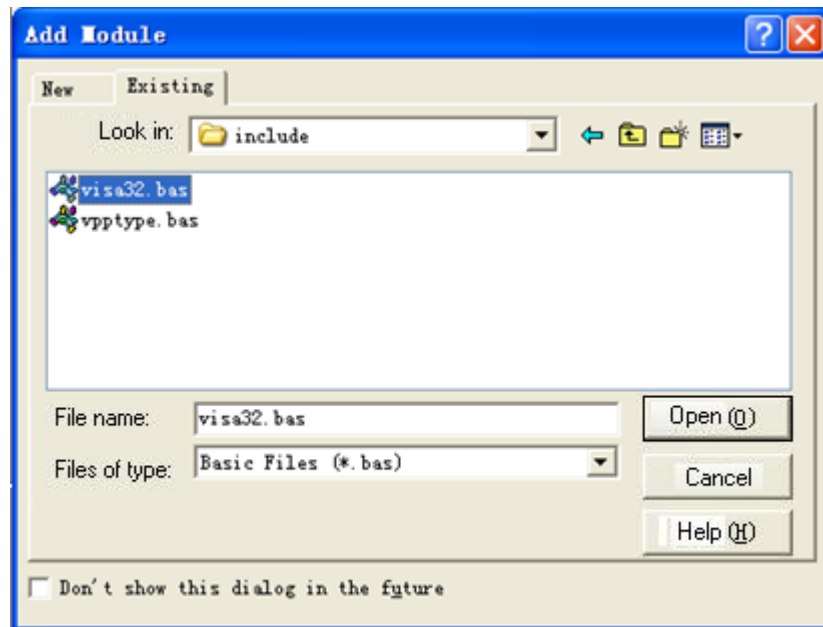 Add Module
New Existing
Look in: include
visa32.bas
vpptype.bas
File name: visa32.bas
Open (O)
Files of type: Basic Files (*.bas)
Cancel
Help (H)
Don't show this dialog in the future